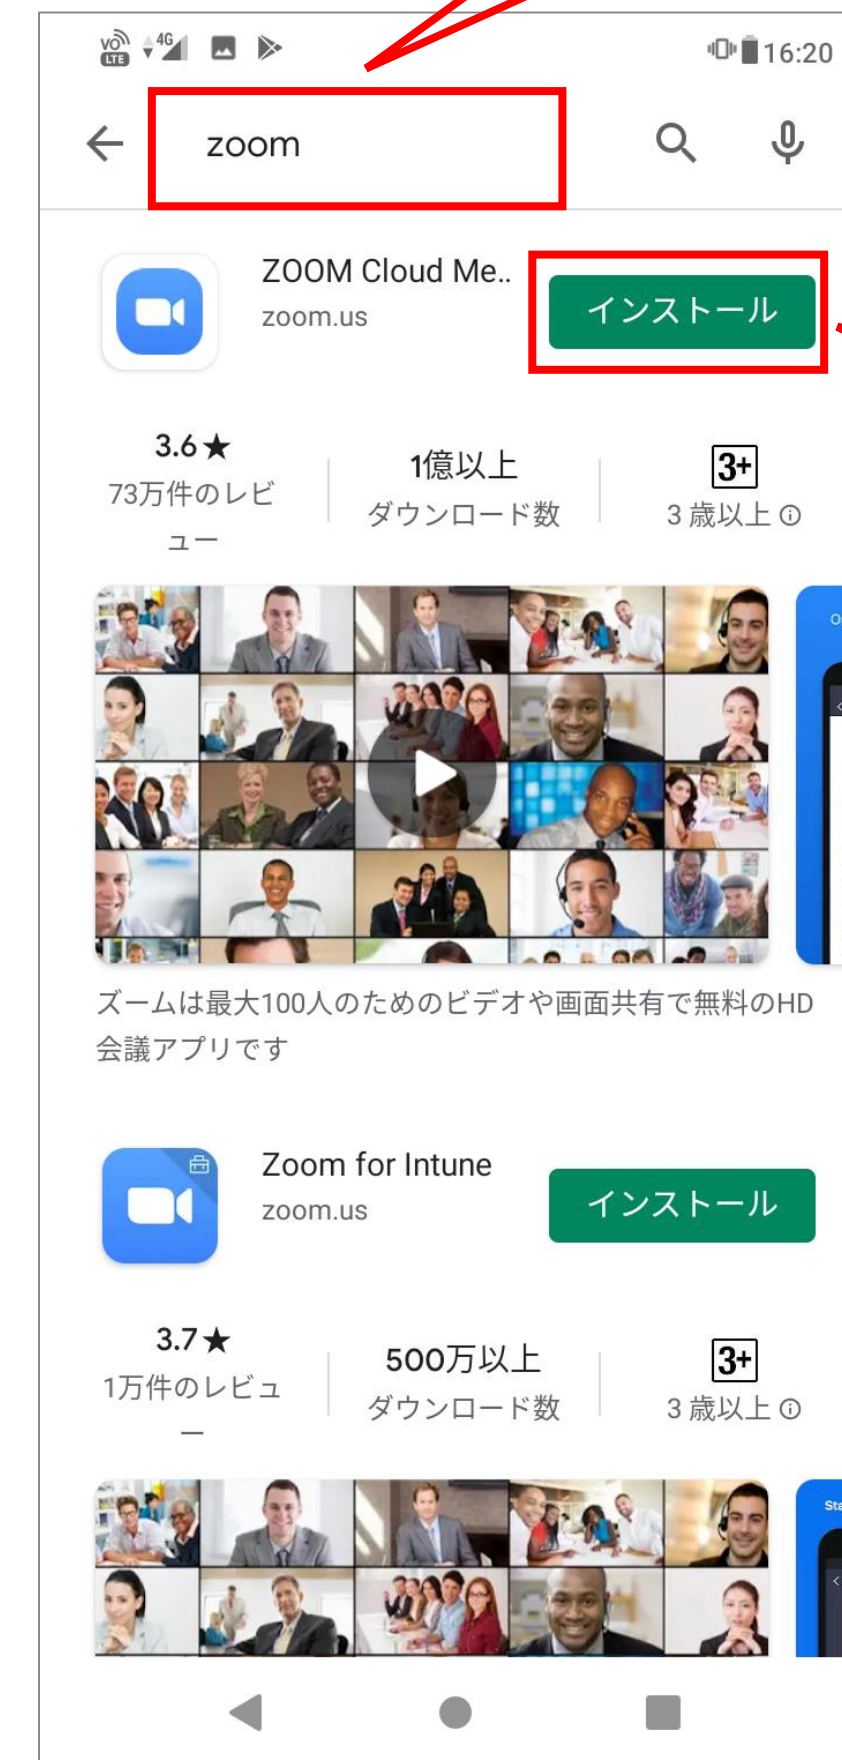 VO LTE 4G 16:20
zoom
ZOOM Cloud Me..
zoom.us
インストール
3.6★
73万件のレビ
ュー
1億以上
ダウンロード数
3+
3 歳以上
ズームは最大100人のためのビデオや画面共有で無料のHD
会議アプリです
Zoom for Intune
zoom.us
インストール
3.7★
1万件のレビュ
ー
500万以上
ダウンロード数
3+
3 歳以上